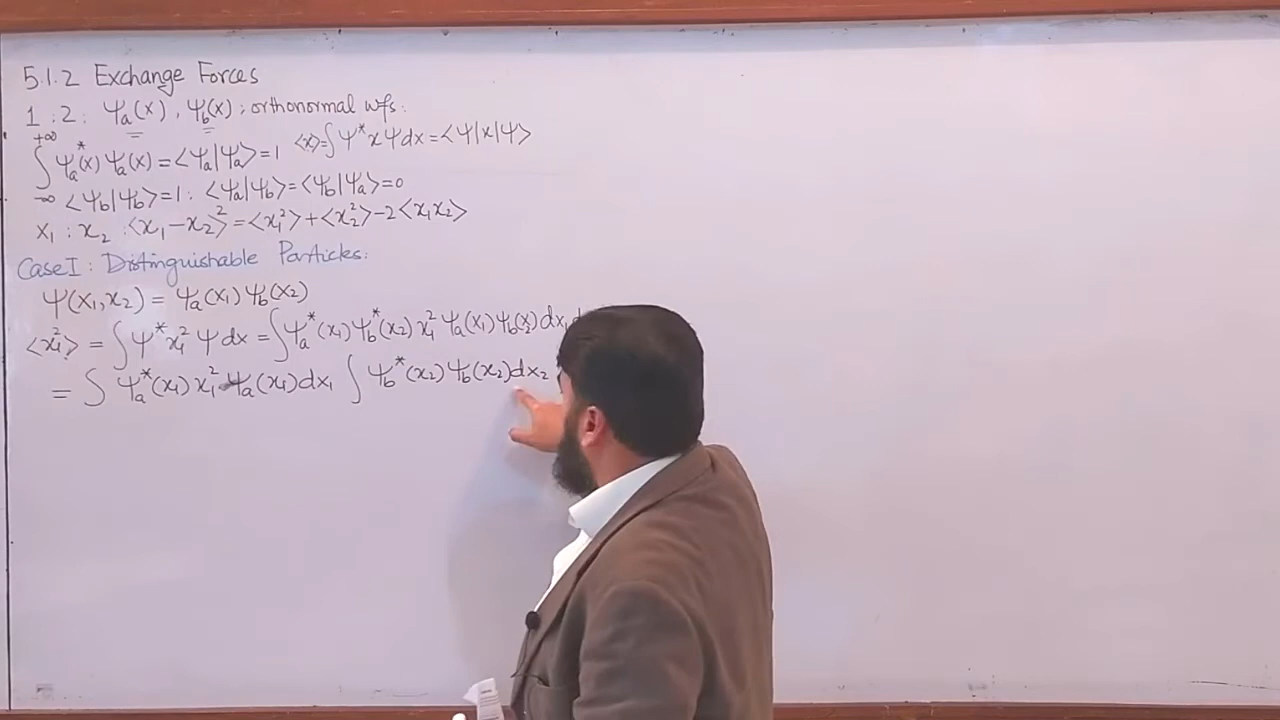 5.1.2 Exchange Forces
1 : 2 : Ψa(x), Ψb(x) ; orthonormal wfs.
∫_{-∞}^{+∞} Ψa*(x) Ψa(x) = <Ψa|Ψa> = 1 <x> = ∫ Ψ* x Ψ dx = <Ψ|x|Ψ>
<Ψb|Ψb> = 1 : <Ψa|Ψb> = <Ψb|Ψa> = 0
x1 : x2 : <x1 - x2>² = <x1²> + <x2²> - 2<x1x2>
Case I : Distinguishable Particles:
Ψ(x1, x2) = Ψa(x1) Ψb(x2)
<x1²> = ∫ Ψ* x1² Ψ dx = ∫ Ψa*(x1) Ψb*(x2) x1² Ψa(x1) Ψb(x2) dx1
= ∫ Ψa*(x1) x1² Ψa(x1) dx1 ∫ Ψb*(x2) Ψb(x2) dx2